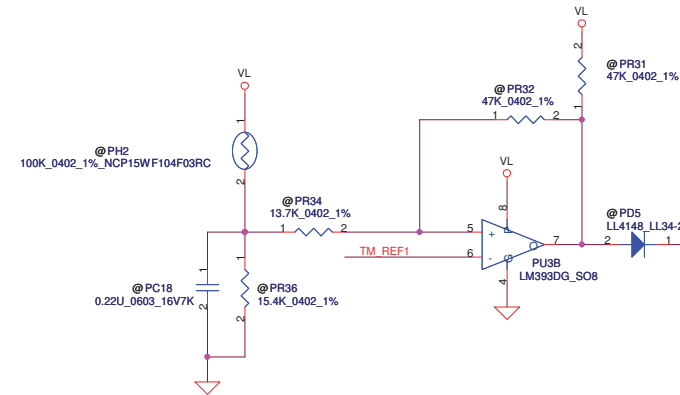 VL
2
@ PR31
47K_0402_1%
1
VL
@ PR32
47K_0402_1%
1
2
1
@ PH2
100K_0402_1%_NCP15WF104F03RC
2
VL
@ PR34
13.7K_0402_1%
1
2
8
5
+
P
@ PD5
LL4148_LL34-2
O
7
2
1
TM_REF1
6
-
G
PU3B
LM393DG_SO8
4
1
1
@ PC18
0.22U_0603_16V7K
2
@ PR36
15.4K_0402_1%
2